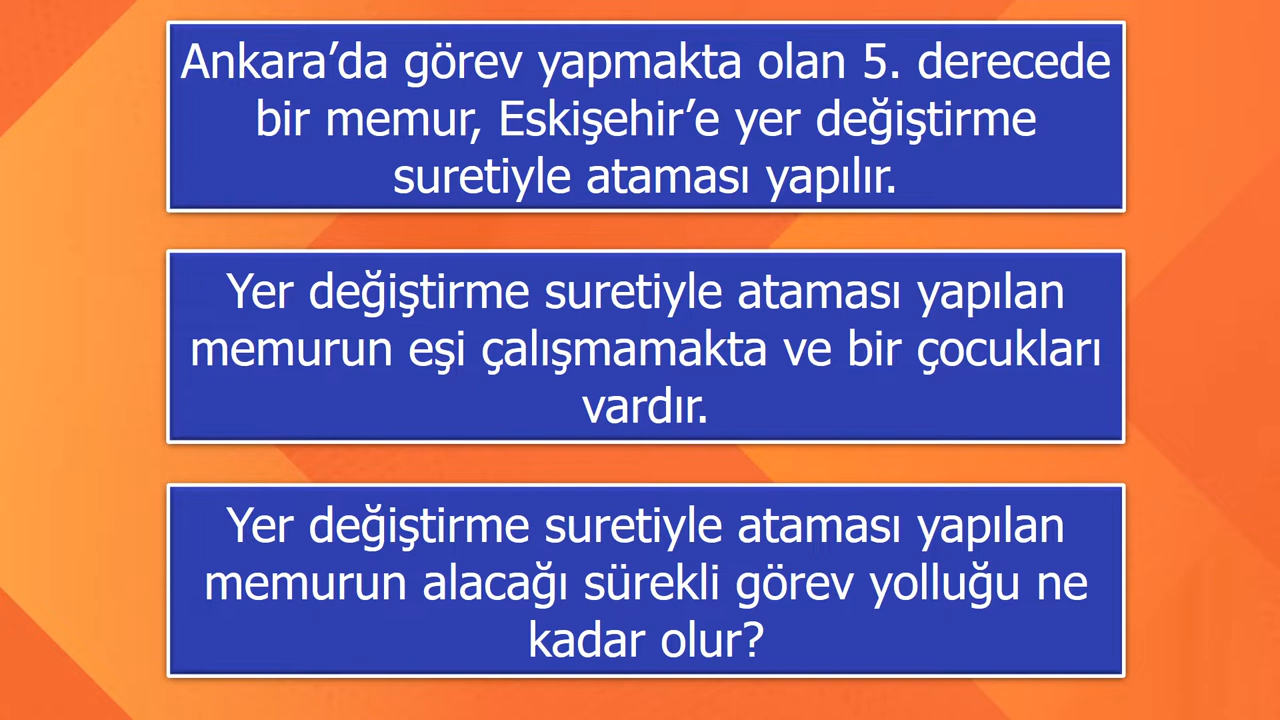 Ankara’da görev yapmakta olan 5. derecede
bir memur, Eskişehir’e yer değiştirme
suretiyle ataması yapılır.
Yer değiştirme suretiyle ataması yapılan
memurun eşi çalışmamakta ve bir çocukları
vardır.
Yer değiştirme suretiyle ataması yapılan
memurun alacağı sürekli görev yolluğu ne
kadar olur?